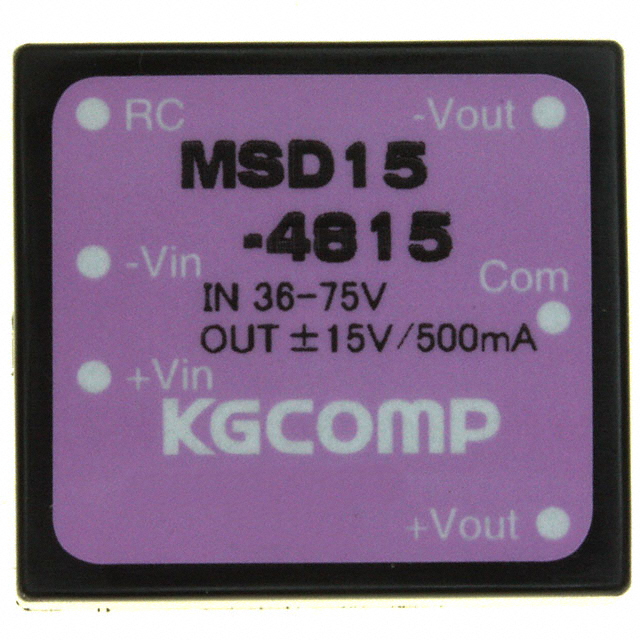 RC
-Vout
MSD15
-4815
-Vin
Com
IN 36-75V
OUT ±15V/500mA
+Vin
KGCOMP
+Vout